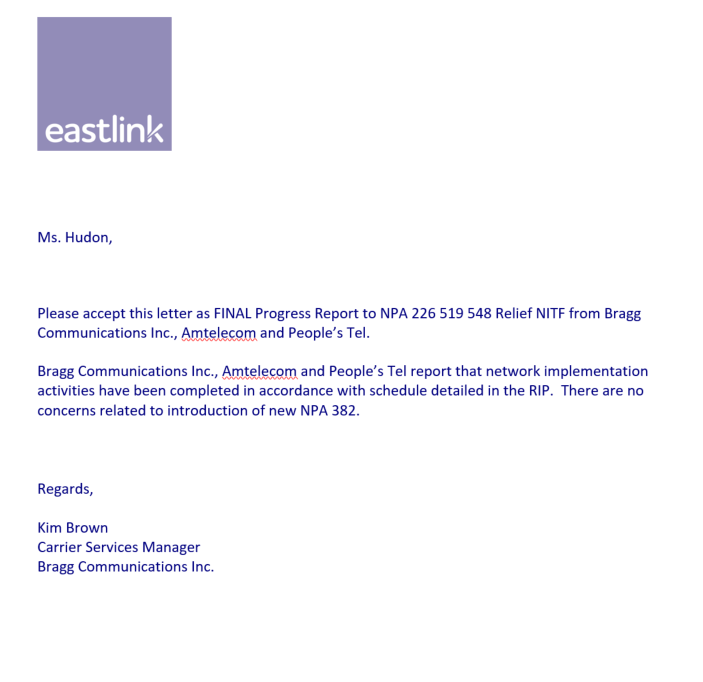 eastlink
Ms. Hudon,
Please accept this letter as FINAL Progress Report to NPA 226 519 548 Relief NITF from Bragg
Communications Inc., Amtelecom and People’s Tel.
Bragg Communications Inc., Amtelecom and People’s Tel report that network implementation
activities have been completed in accordance with schedule detailed in the RIP.  There are no
concerns related to introduction of new NPA 382.
Regards,
Kim Brown
Carrier Services Manager
Bragg Communications Inc.